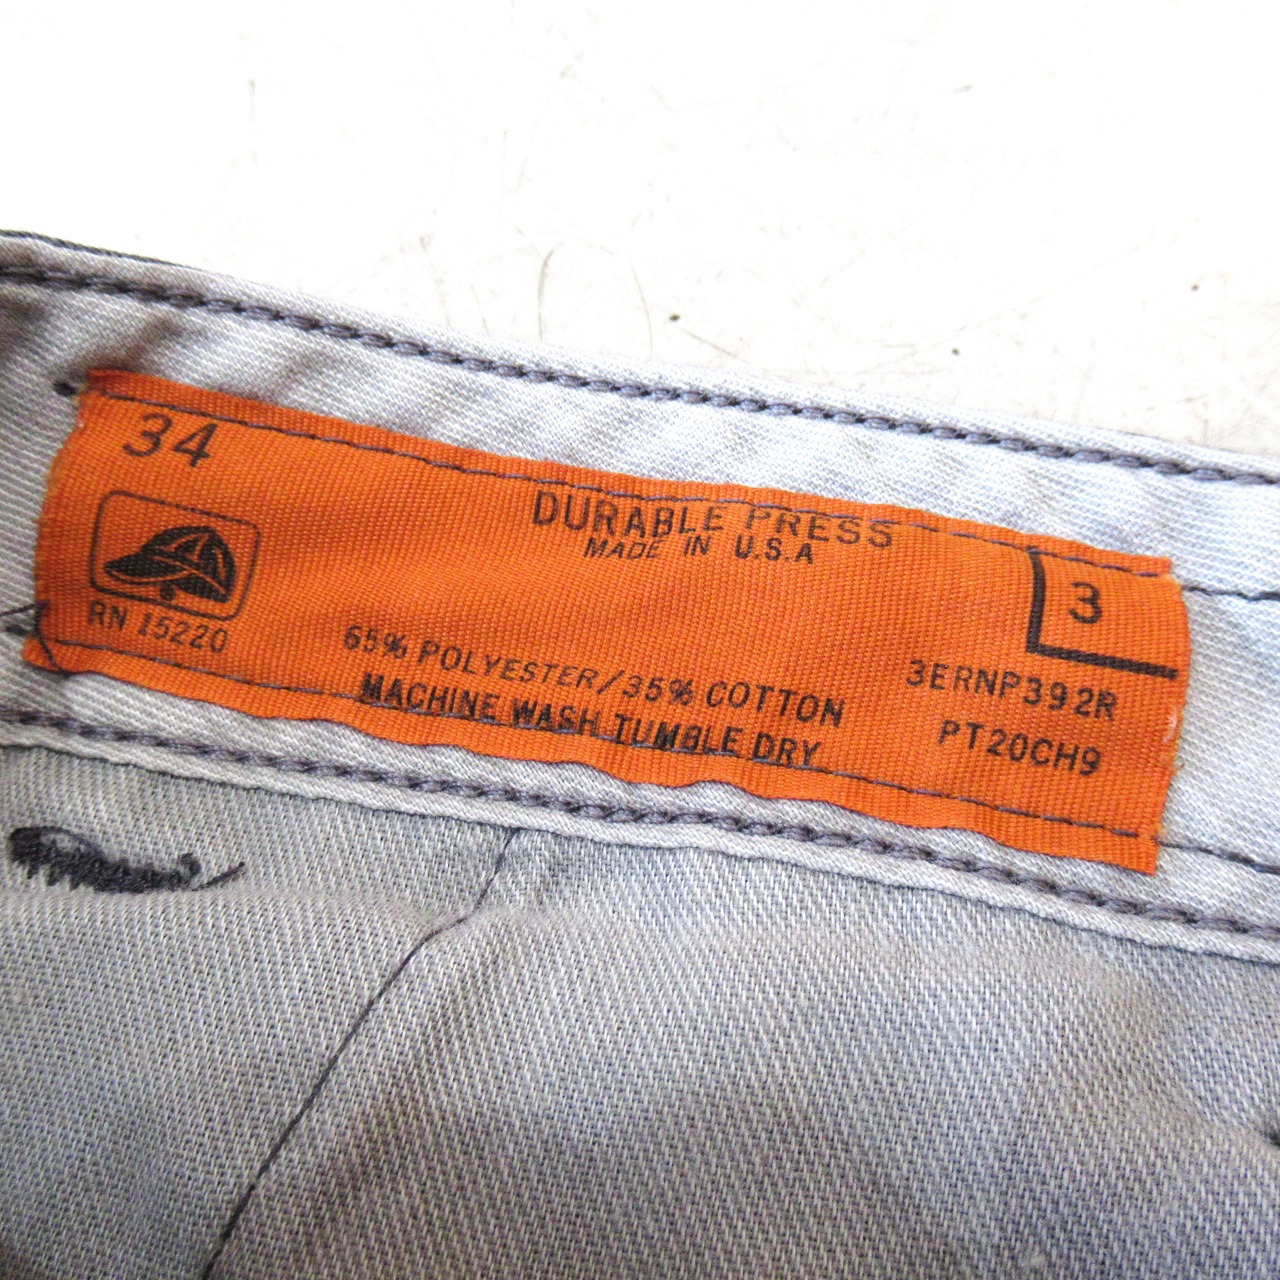 34
DURABLE PRESS
MADE IN U.S.A
3
RN 15220
65% POLYESTER/35% COTTON
MACHINE WASH TUMBLE DRY
3ERNP392R
PT20CH9